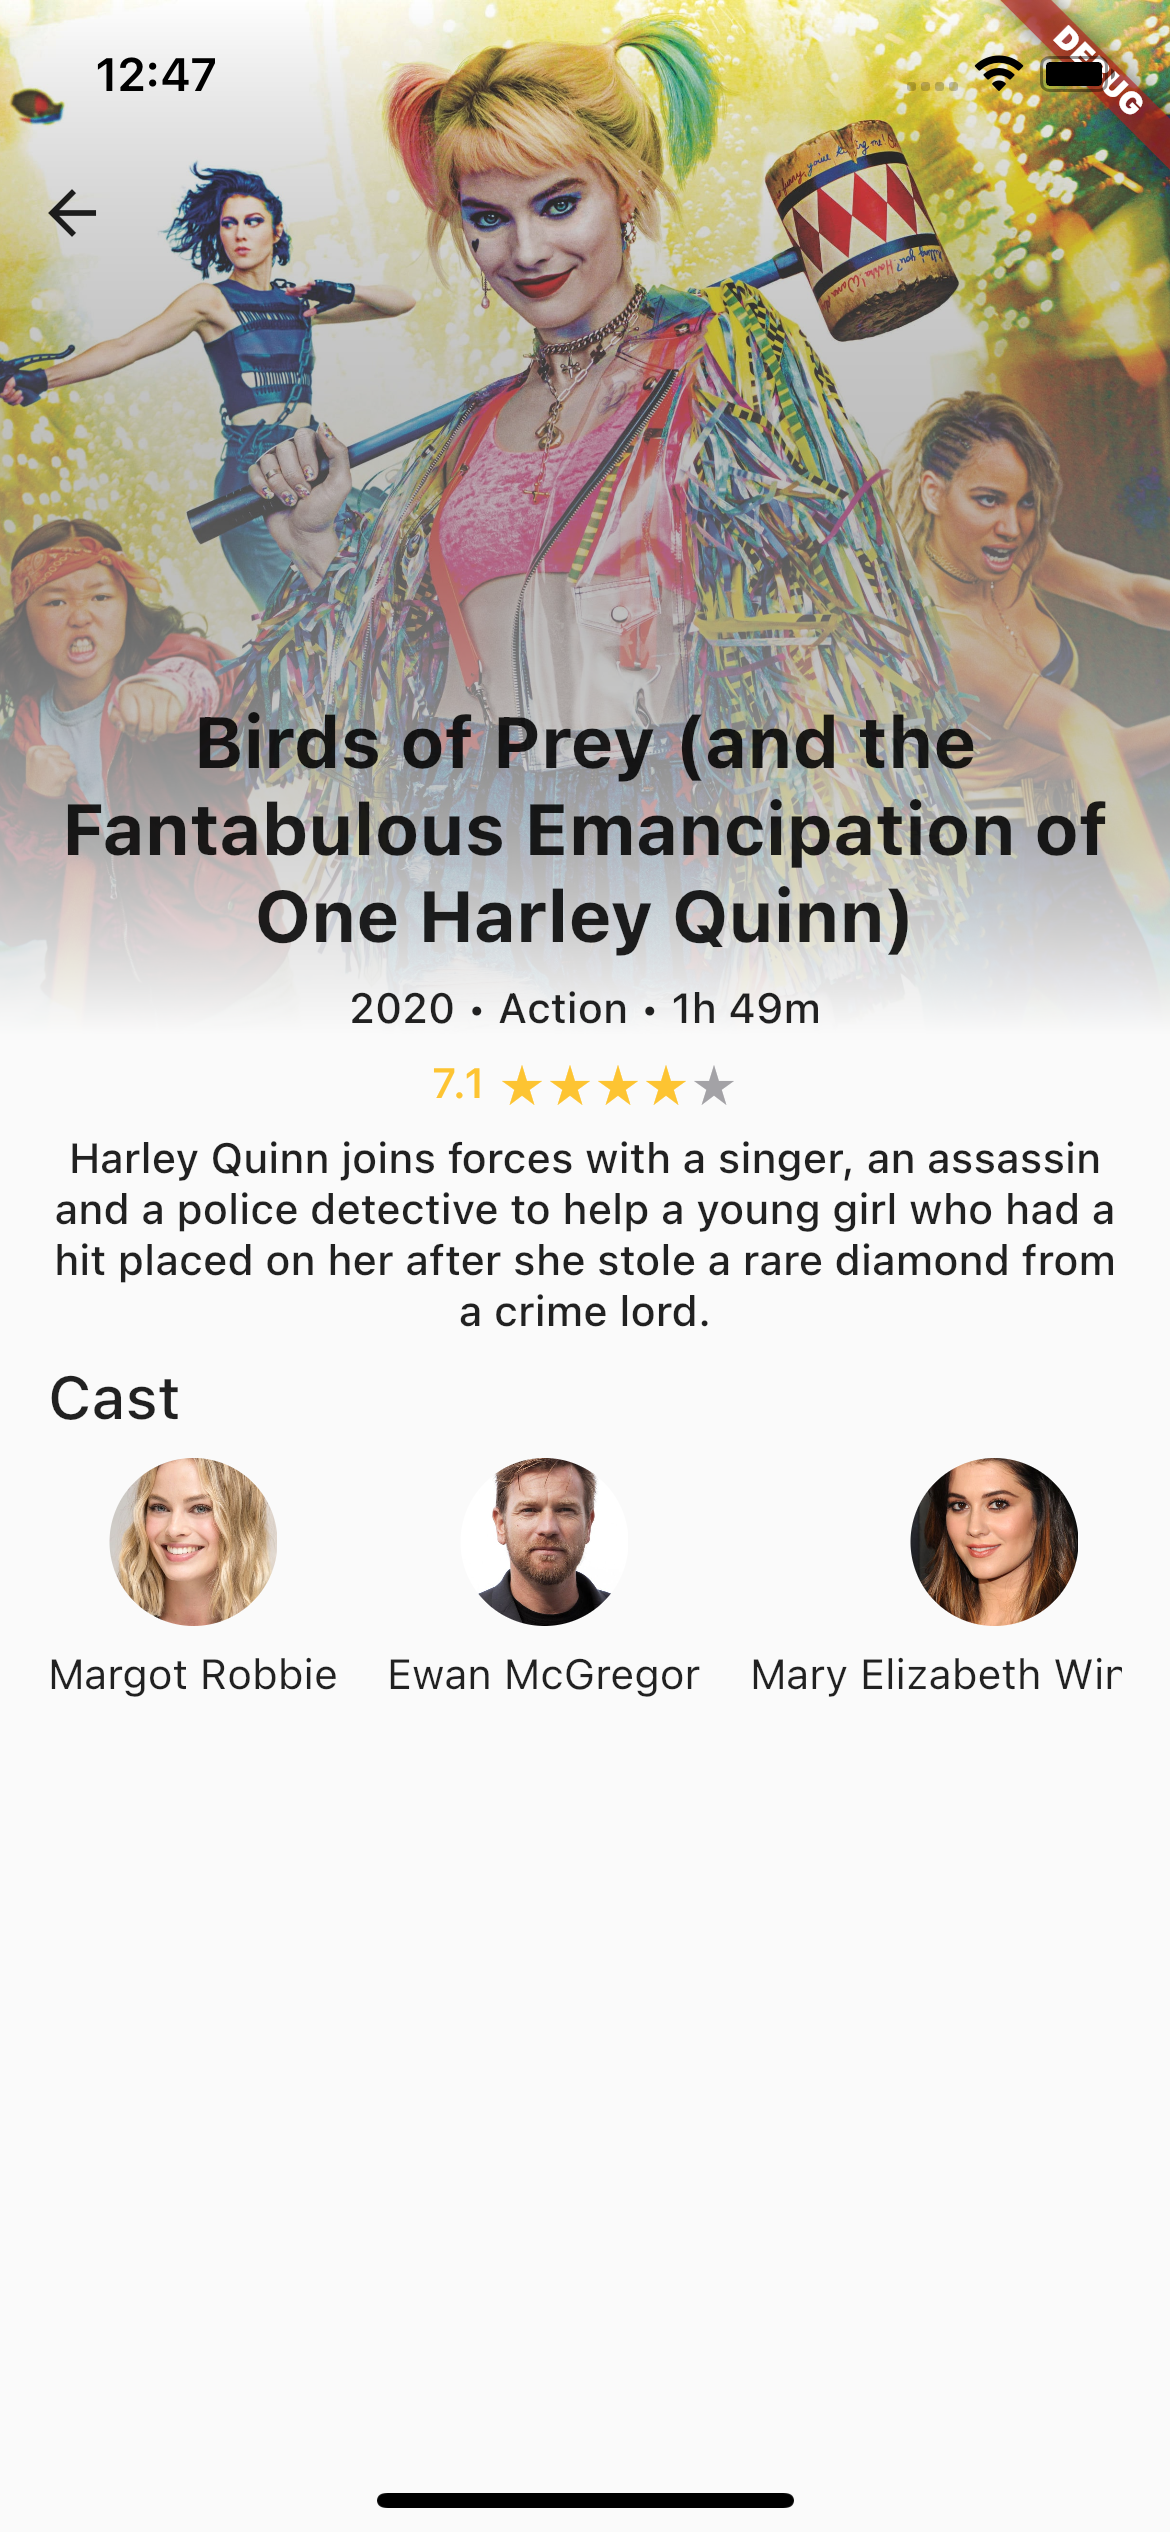 12:47
DEBUG
Birds of Prey (and the
Fantabulous Emancipation of
One Harley Quinn)
2020 • Action • 1h 49m
7.1
Harley Quinn joins forces with a singer, an assassin
and a police detective to help a young girl who had a
hit placed on her after she stole a rare diamond from
a crime lord.
Cast
Margot Robbie
Ewan McGregor
Mary Elizabeth